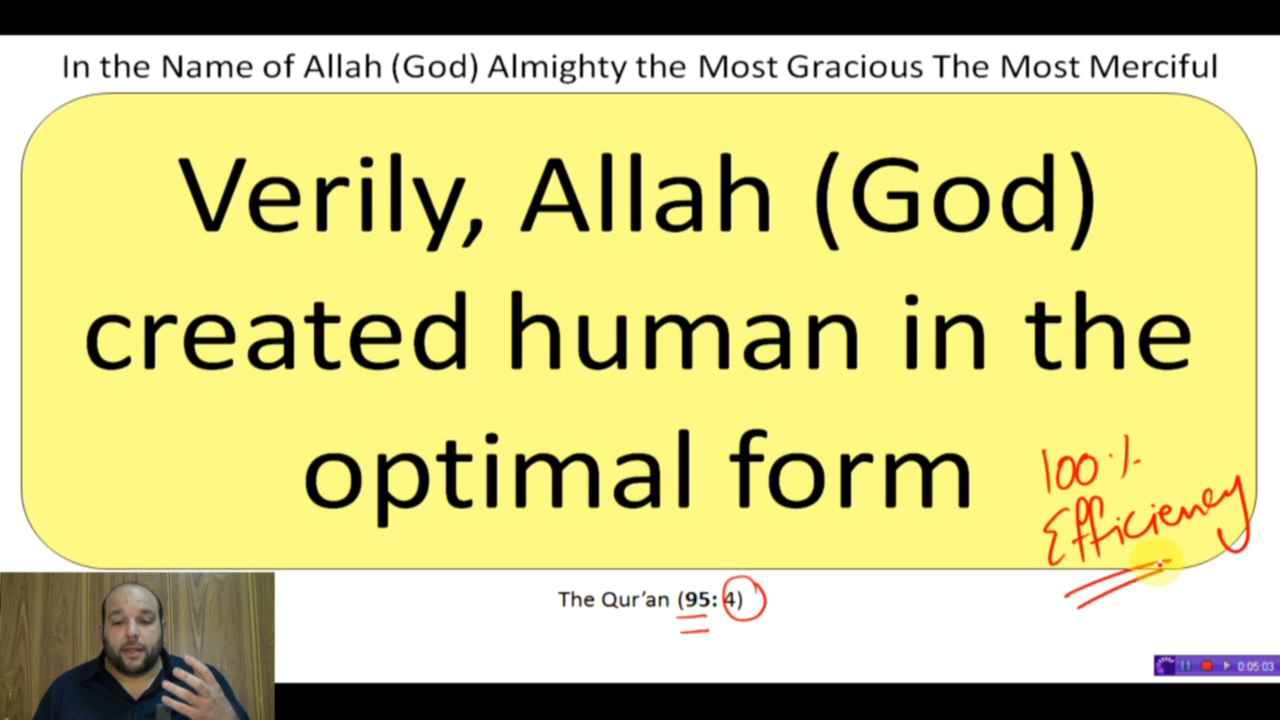 In the Name of Allah (God) Almighty the Most Gracious The Most Merciful
Verily, Allah (God)
created human in the
optimal form
100%
Efficiency
The Qur'an (95: 4)
0:05:03